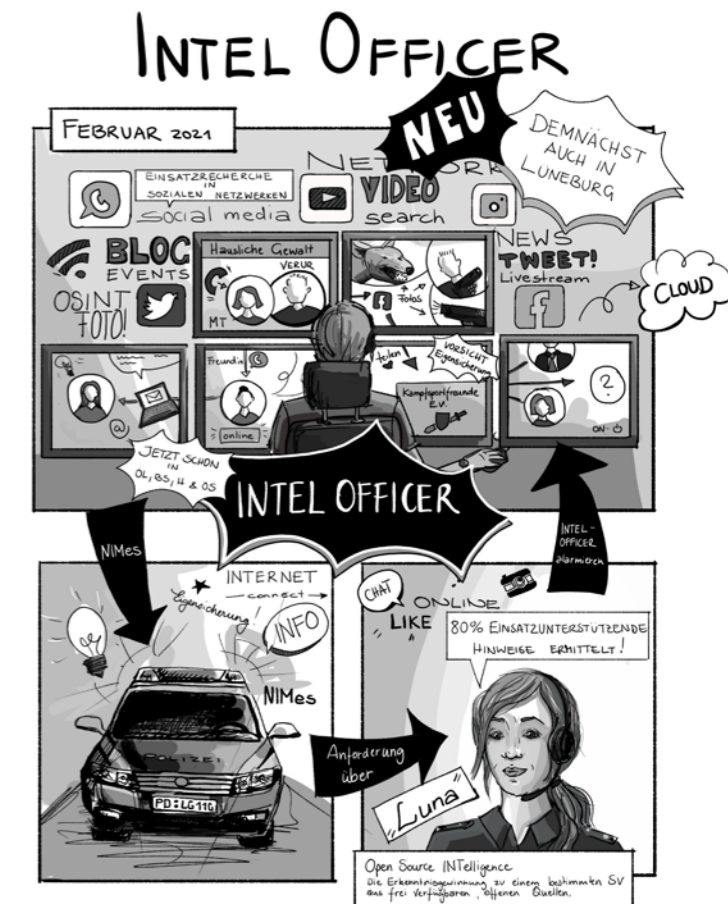 INTEL OFFICER
FEBRUAR 2021
NEU
DEMNÄCHST
AUCH IN
LÜNEBURG
EINSATZRECHERCHE
IN
SOZIALEN NETZWERKEN
social media
NETWORK
VIDEO
search
BLOG
EVENTS
OSINT
FOTO!
Häusliche Gewalt
VERUR
MT
Fotos
NEWS
TWEET!
Livestream
CLOUD
@
Freundin
online
VORSICHT
Eigensicherung
Kampfsportfreunde
E.V.
?
ON-
JETZT SCHON
IN
OL, BS, H & OS
INTEL OFFICER
NIMes
INTEL-
OFFICER
alarmieren
INTERNET
connect
Eigensicherung!
INFO
NIMes
POLIZEI
PD:LG 110
Anforderung
über
CHAT
ONLINE
LIKE
80% EINSATZUNTERSTÜTZENDE
HINWEISE ERMITTELT!
Luna
Open Source INTelligence
Die Erkenntnisgewinnung zu einem bestimmten SV
aus frei verfügbaren, offenen Quellen.